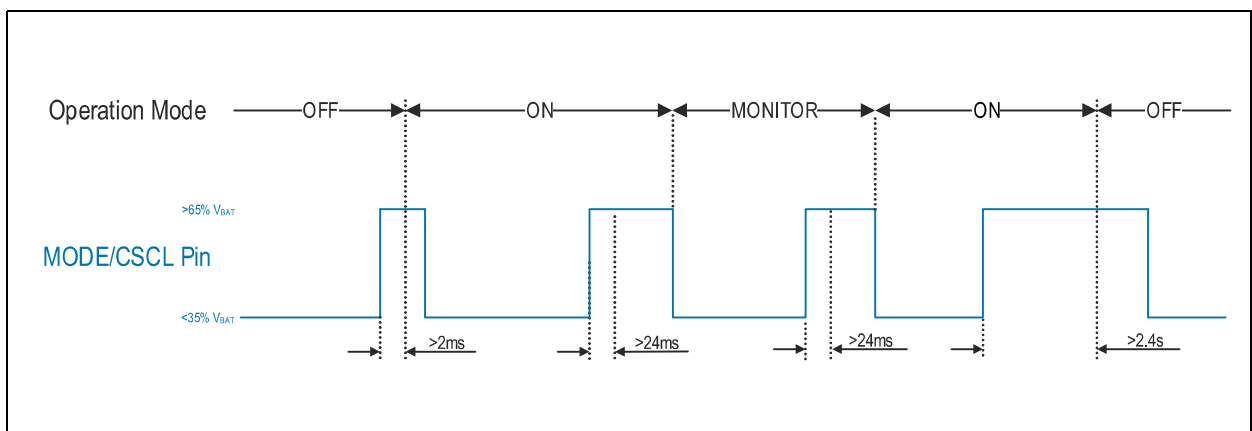 Operation Mode OFF ON MONITOR ON OFF
>65% VBAT
MODE/CSCL Pin
<35% VBAT
>2ms >24ms >24ms >2.4s